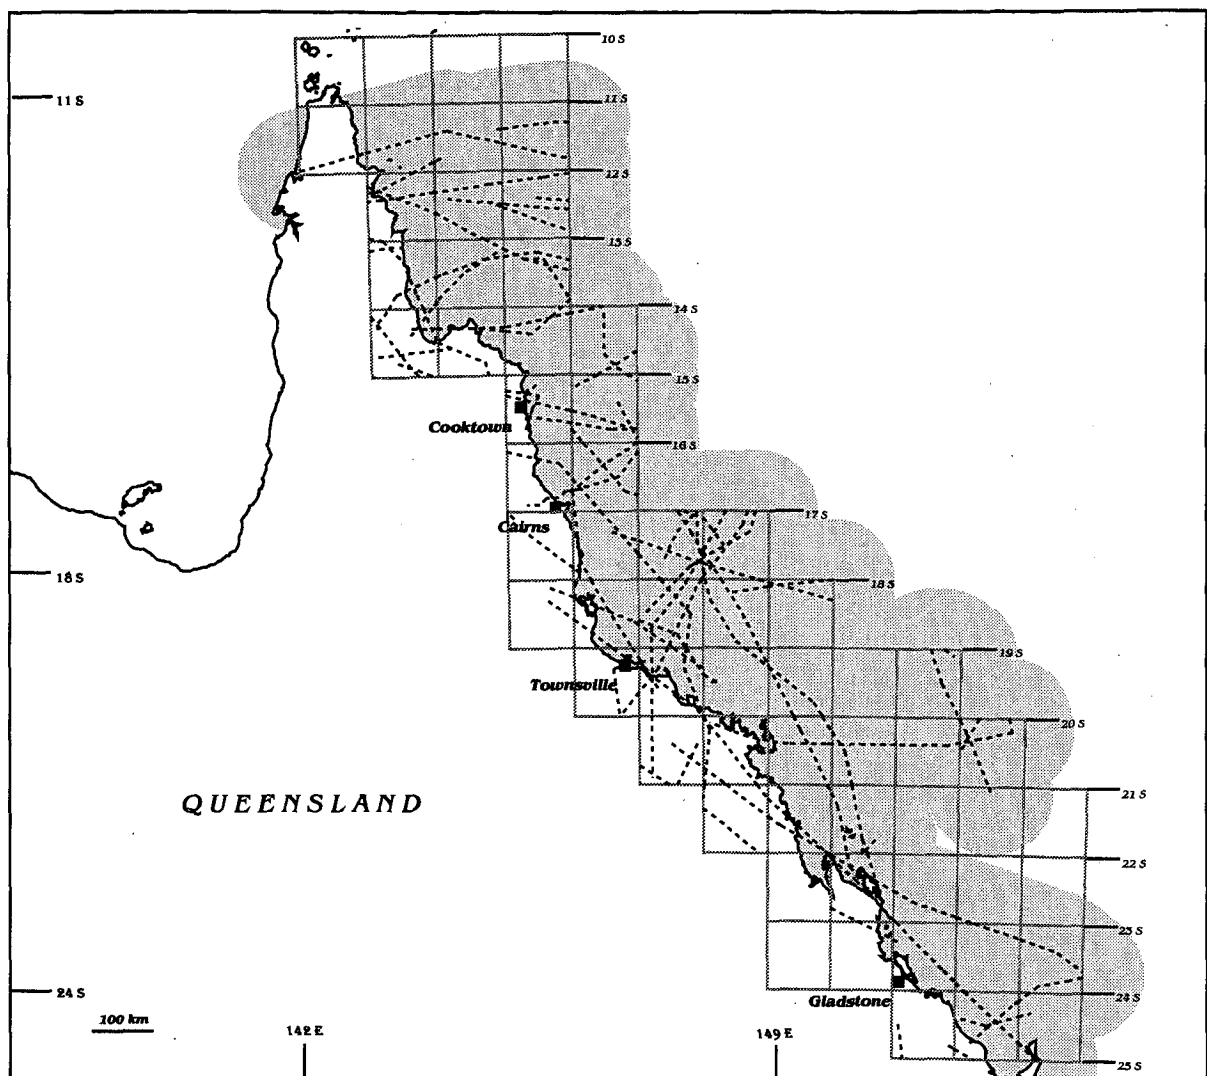 10 S
11 S
11 S
12 S
13 S
14 S
15 S
Cooktown
16 S
17 S
Cairns
18 S
18 S
19 S
Townsville
20 S
QUEENSLAND
21 S
22 S
23 S
24 S
24 S
Gladstone
100 km
142 E
149 E
25 S